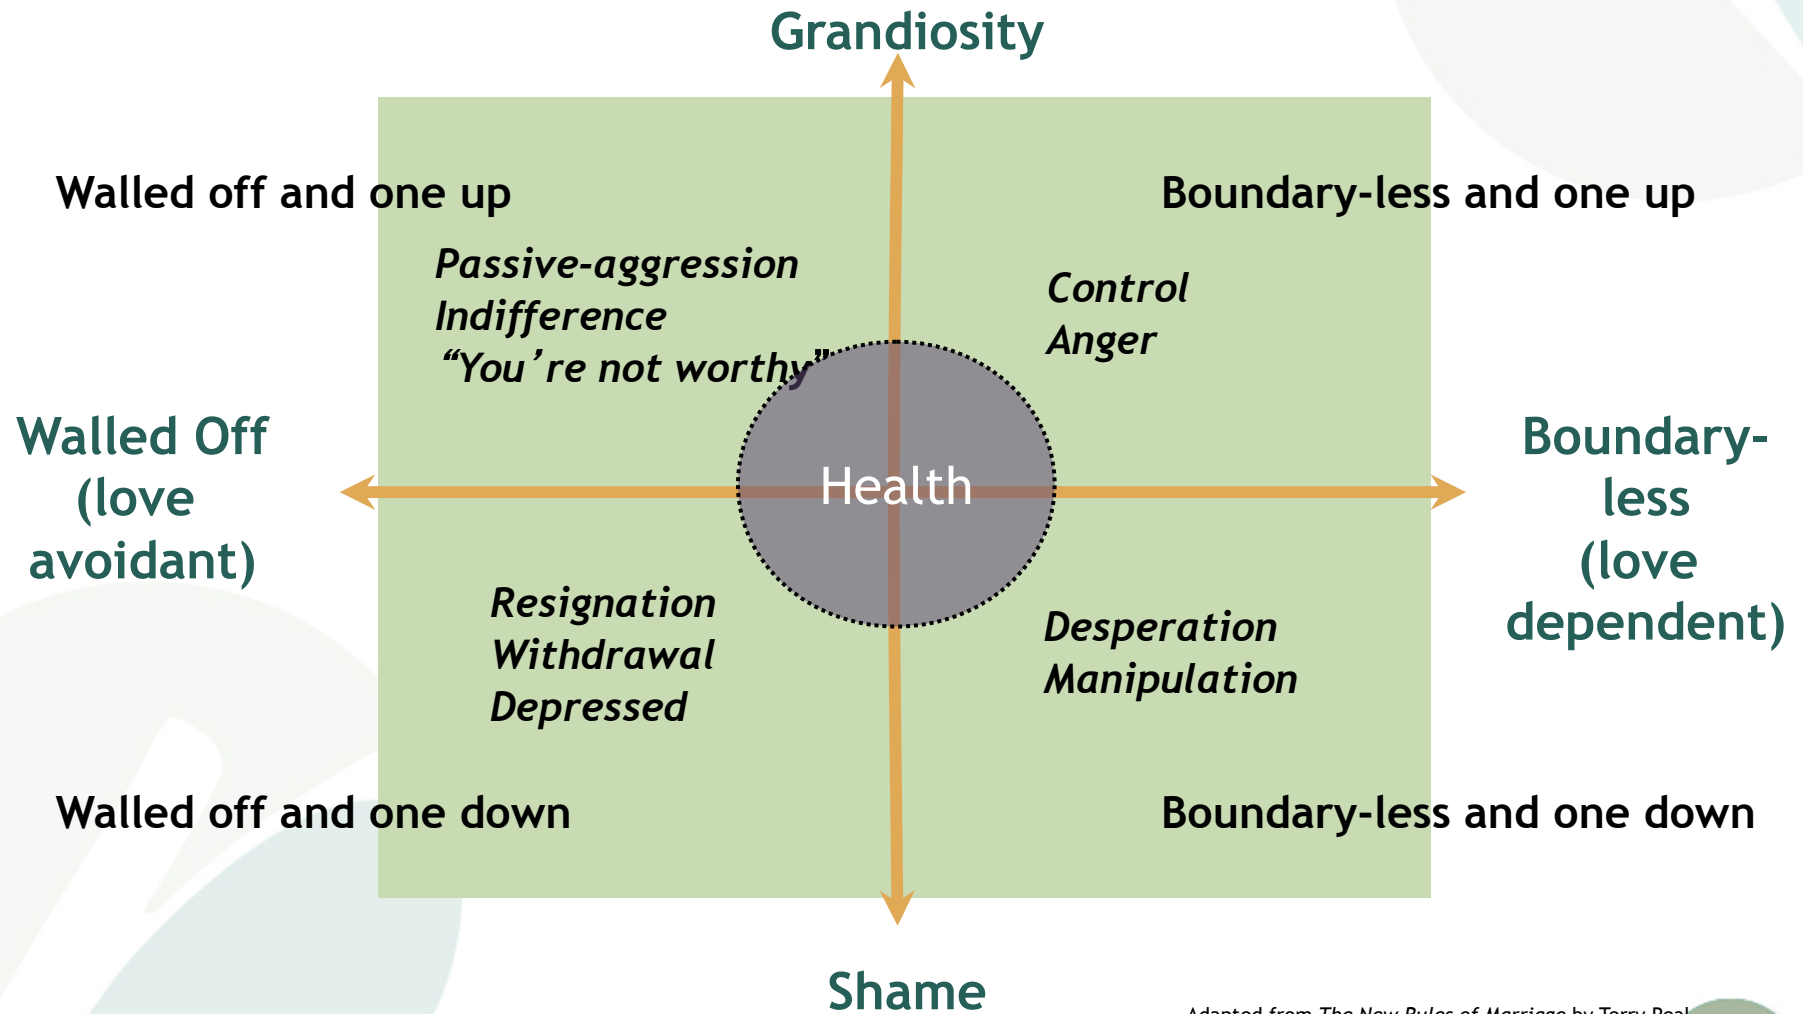 Grandiosity
Walled off and one up
Boundary-less and one up
Passive-aggression
Indifference
“You’re not worthy”
Control
Anger
Walled Off
(love
avoidant)
Health
Boundary-
less
(love
dependent)
Resignation
Withdrawal
Depressed
Desperation
Manipulation
Walled off and one down
Boundary-less and one down
Shame
Adapted from The New Rules of Marriage by Terry Real